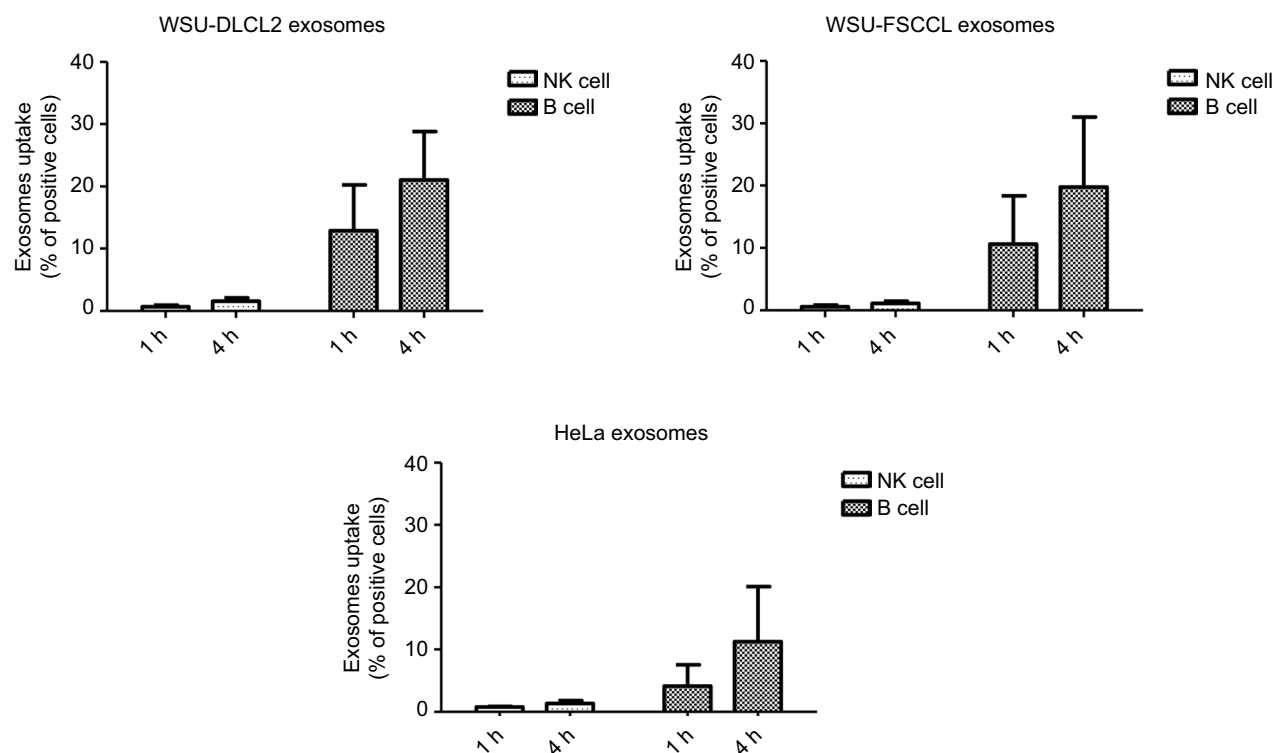 WSU-DLCL2 exosomes
Exosomes uptake
(% of positive cells)
40
30
20
10
0
1 h
4 h
1 h
4 h
NK cell
B cell
WSU-FSCCL exosomes
Exosomes uptake
(% of positive cells)
40
30
20
10
0
1 h
4 h
1 h
4 h
NK cell
B cell
HeLa exosomes
Exosomes uptake
(% of positive cells)
40
30
20
10
0
1 h
4 h
1 h
4 h
NK cell
B cell